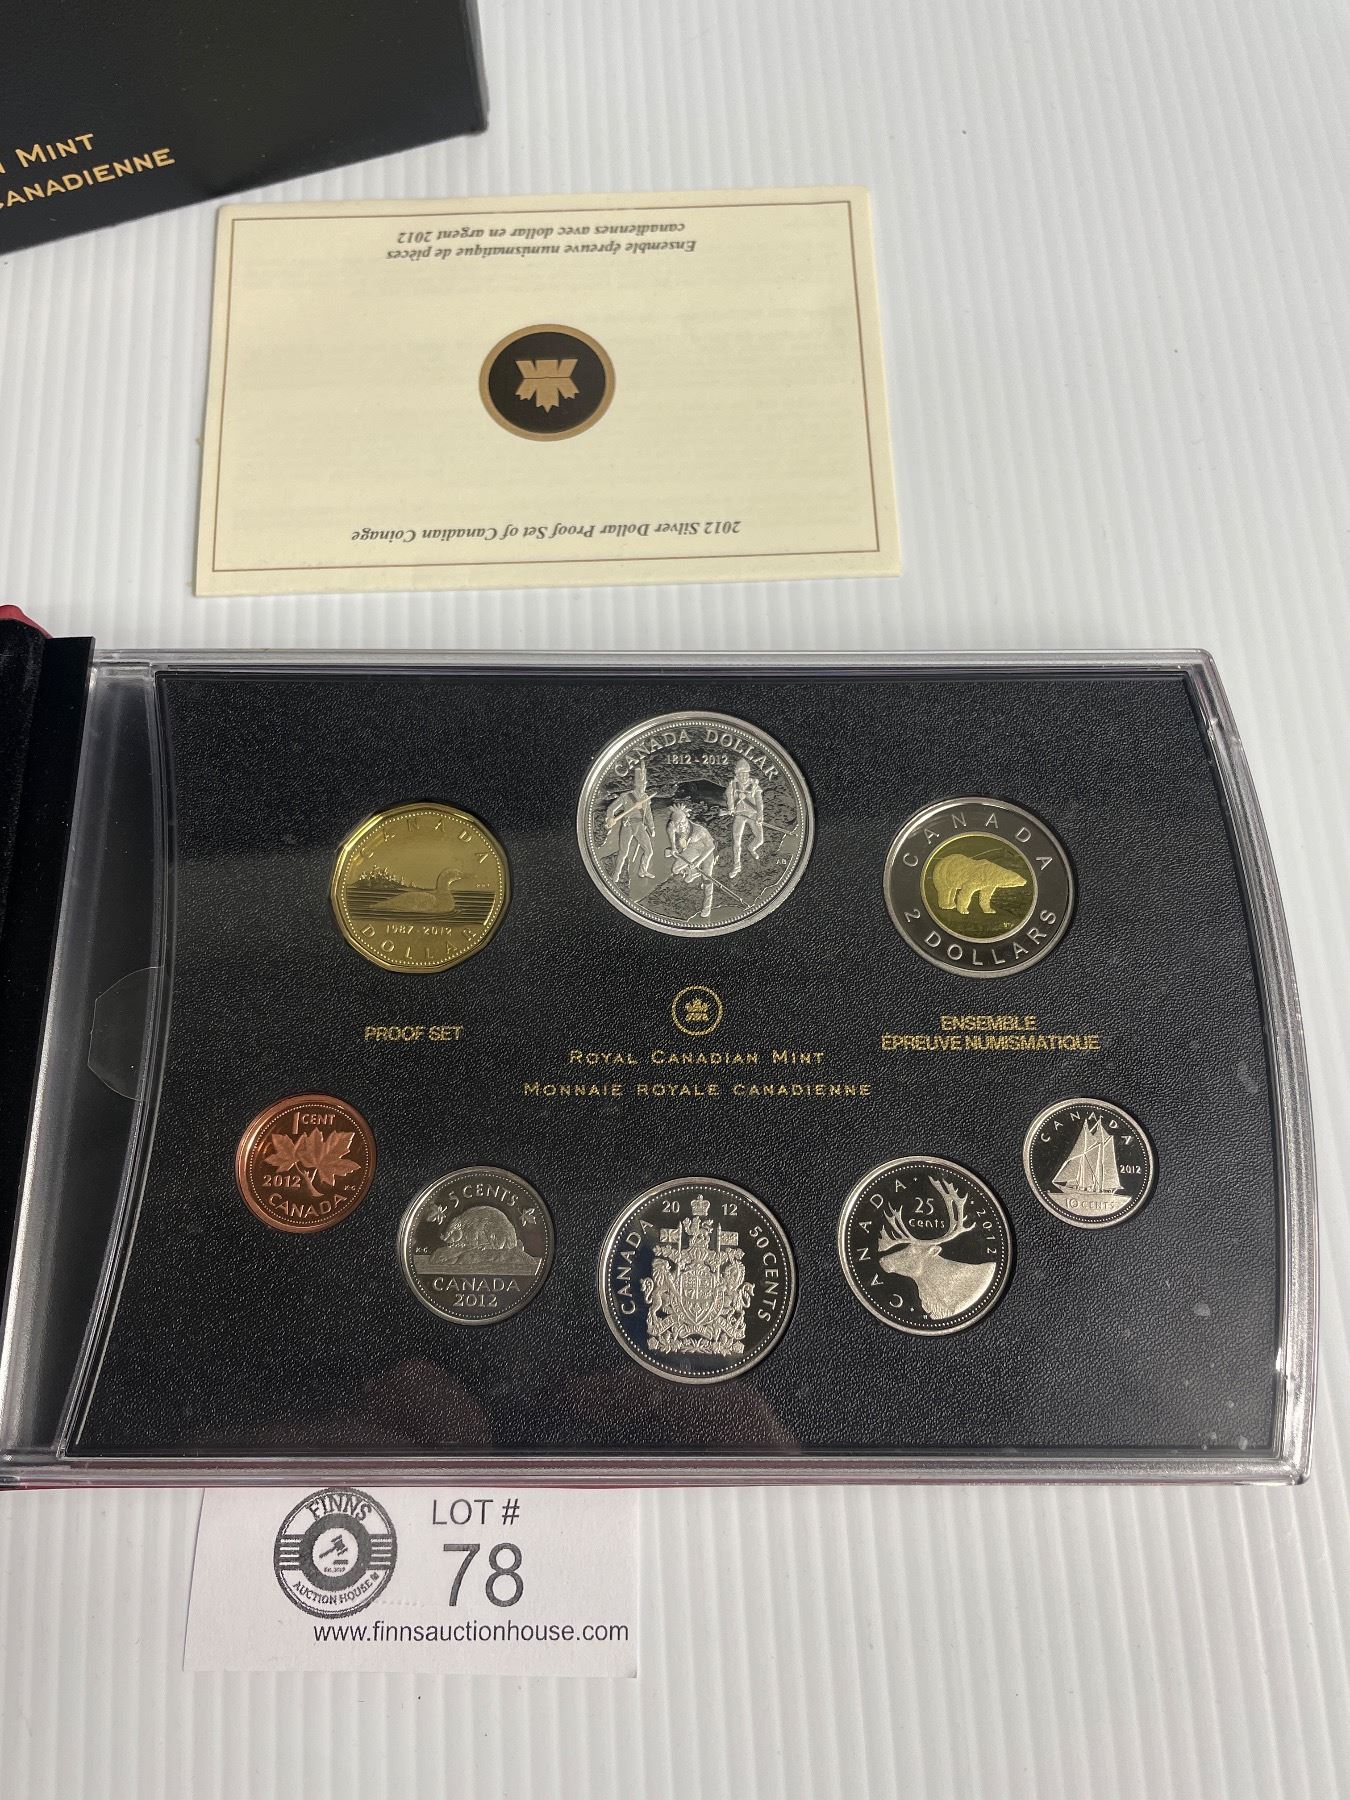 N MINT
CANADIENNE
Ensemble épreuve numismatique de pièces
canadiennes avec dollar en argent 2012
2012 Silver Dollar Proof Set of Canadian Coinage
CANADA DOLLAR
1812 - 2012
CANADA
1987 - 2012
DOLLAR
CANADA
2 DOLLARS
PROOF SET
ROYAL CANADIAN MINT
MONNAIE ROYALE CANADIENNE
ENSEMBLE
ÉPREUVE NUMISMATIQUE
1 CENT
2012
CANADA
5 CENTS
K·G
CANADA
2012
20 12
CANADA
50 CENTS
CANADA
25
cents
2012
CANADA
2012
10 CENTS
FINNS
AUCTION HOUSE
LOT #
78
www.finnsauctionhouse.com